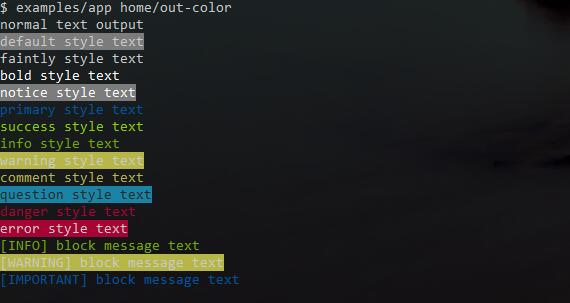 $ examples/app home/out-color
normal text output
default style text
faintly style text
bold style text
notice style text
primary style text
success style text
info style text
warning style text
comment style text
question style text
danger style text
error style text
[INFO] block message text
[WARNING] block message text
[IMPORTANT] block message text